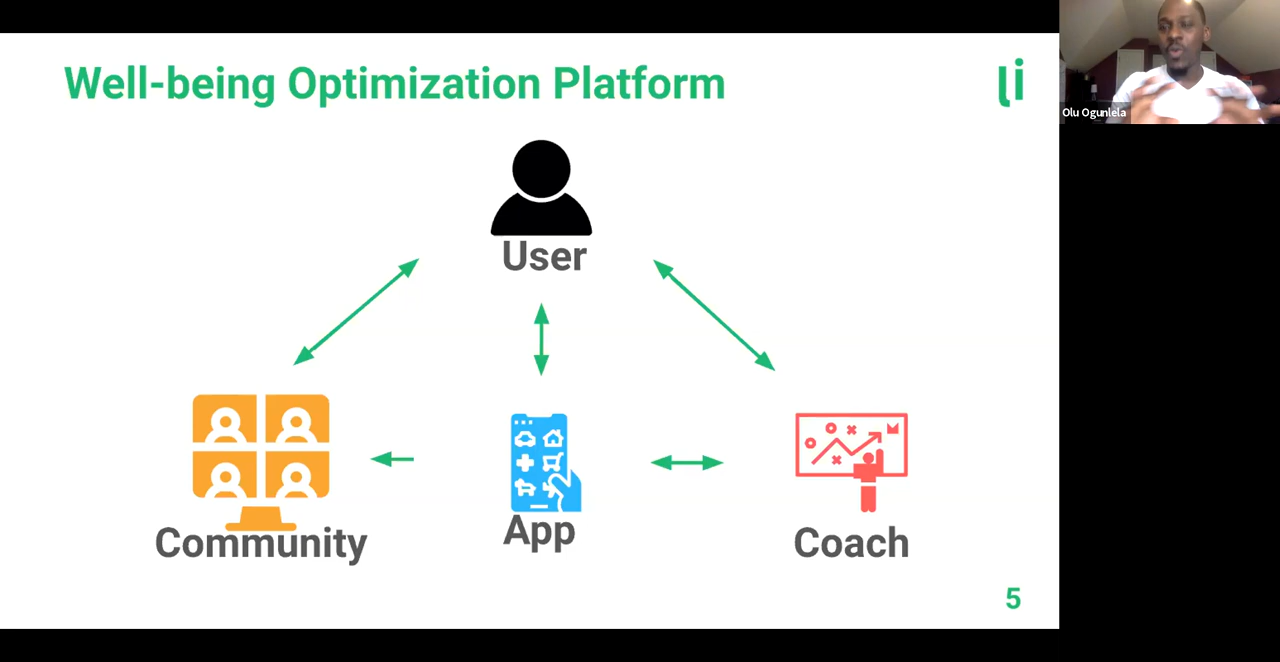 Well-being Optimization Platform
User
Community
App
Coach
5
Olu Ogunlela